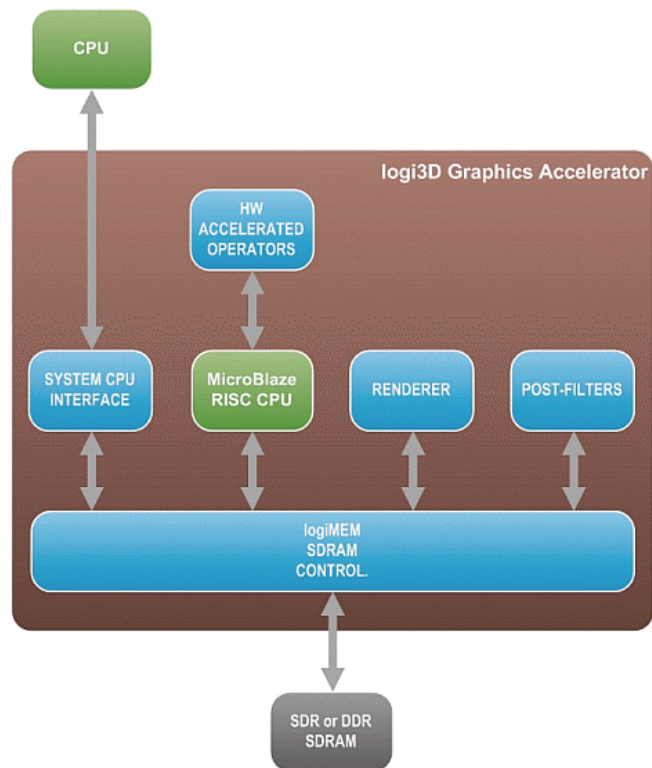 CPU
logi3D Graphics Accelerator
HW
ACCELERATED
OPERATORS
SYSTEM CPU
INTERFACE
MicroBlaze
RISC CPU
RENDERER
POST-FILTERS
logiMEM
SDRAM
CONTROL.
SDR or DDR
SDRAM